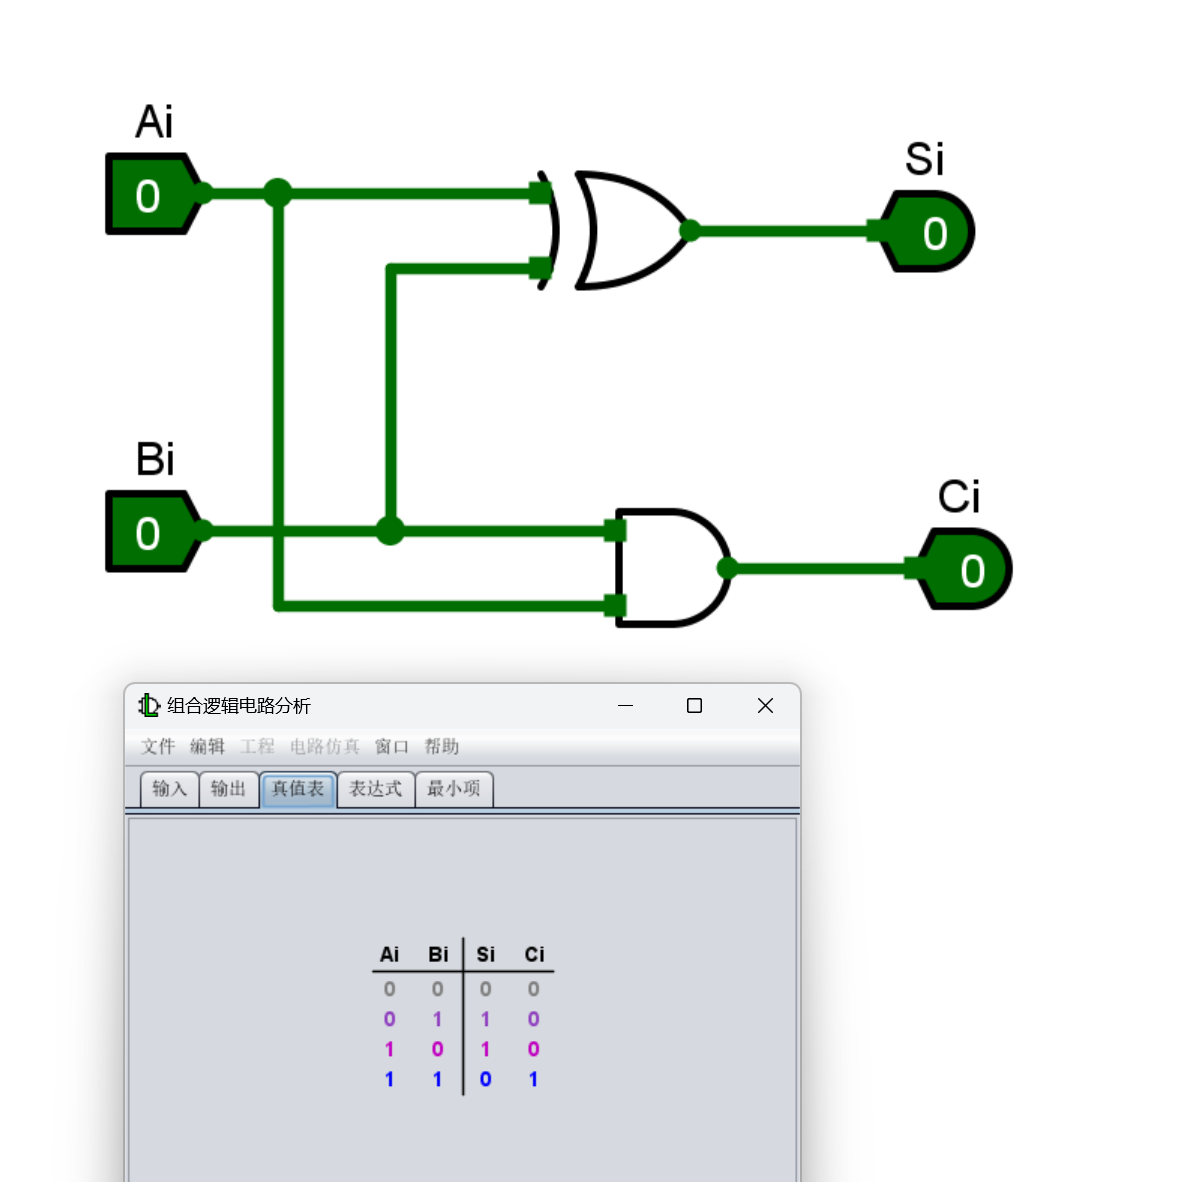 Ai
0
Si
0
Bi
0
Ci
0
组合逻辑电路分析
文件 编辑 工程 电路仿真 窗口 帮助
输入 输出 真值表 表达式 最小项
Ai Bi Si Ci
0 0 0 0
0 1 1 0
1 0 1 0
1 1 0 1